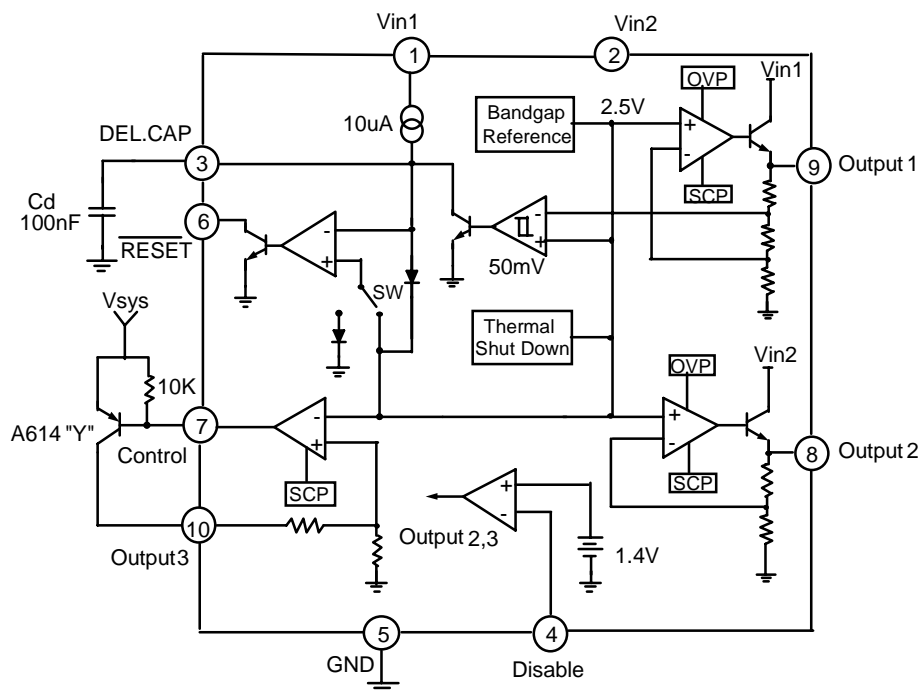 Vin1
Vin2
1
2
OVP
Vin1
10uA
Bandgap
Reference
2.5V
+
-
DEL.CAP
3
SCP
9
Output 1
Cd
100nF
6
RESET
-
+
-
+
50mV
SW
Vsys
Thermal
Shut Down
Vin2
OVP
10K
A614 "Y"
7
Control
-
+
+
-
8
Output 2
SCP
SCP
10
Output3
Output 2,3
+
-
1.4V
5
4
GND
Disable